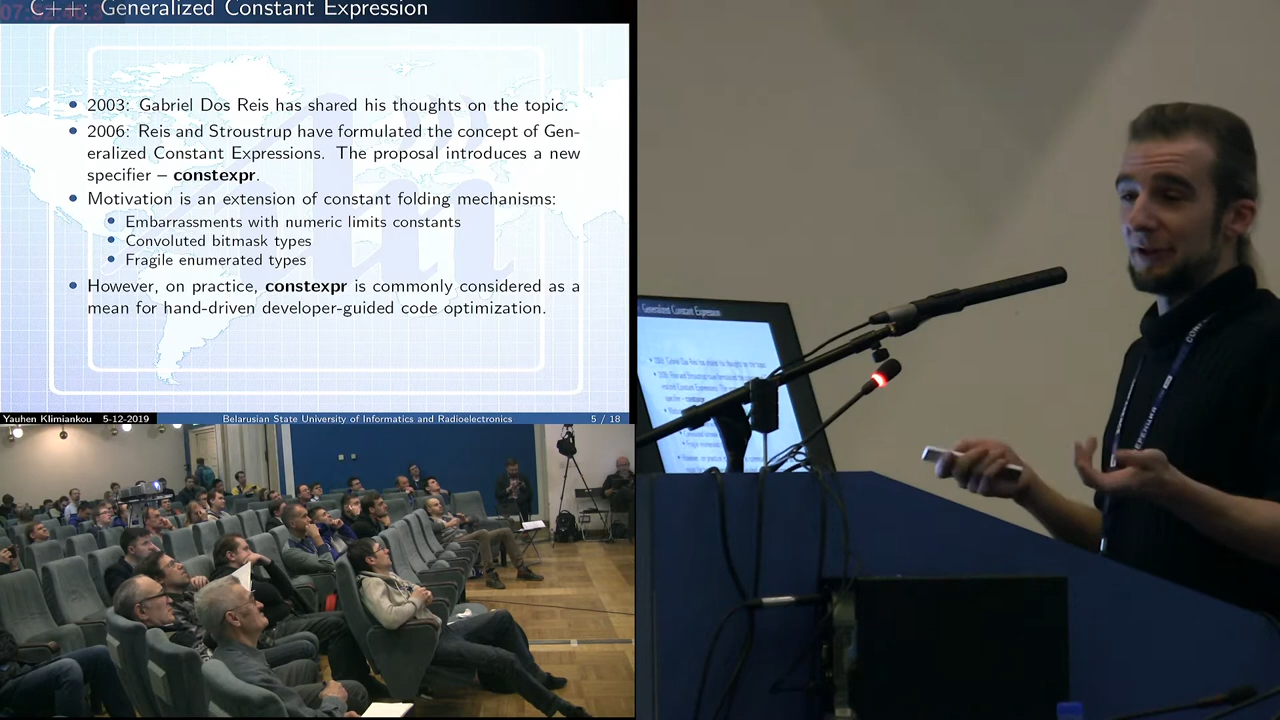 C++: Generalized Constant Expression
2003: Gabriel Dos Reis has shared his thoughts on the topic.
2006: Reis and Stroustrup have formulated the concept of Gen-
eralized Constant Expressions. The proposal introduces a new
specifier – constexpr.
Motivation is an extension of constant folding mechanisms:
Embarrassments with numeric limits constants
Convoluted bitmask types
Fragile enumerated types
However, on practice, constexpr is commonly considered as a
mean for hand-driven developer-guided code optimization.
Yauhen Klimiankou 5-12-2019 Belarusian State University of Informatics and Radioelectronics 5 / 18
Generalized Constant Expression